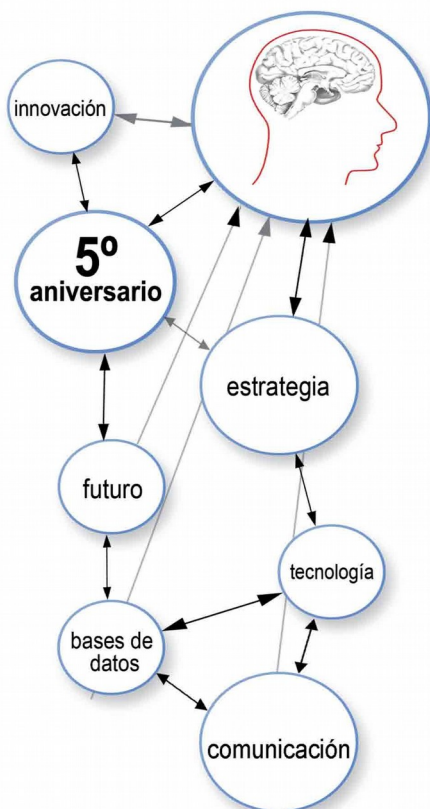 innovación
5º
aniversario
estrategia
futuro
tecnología
bases de
datos
comunicación